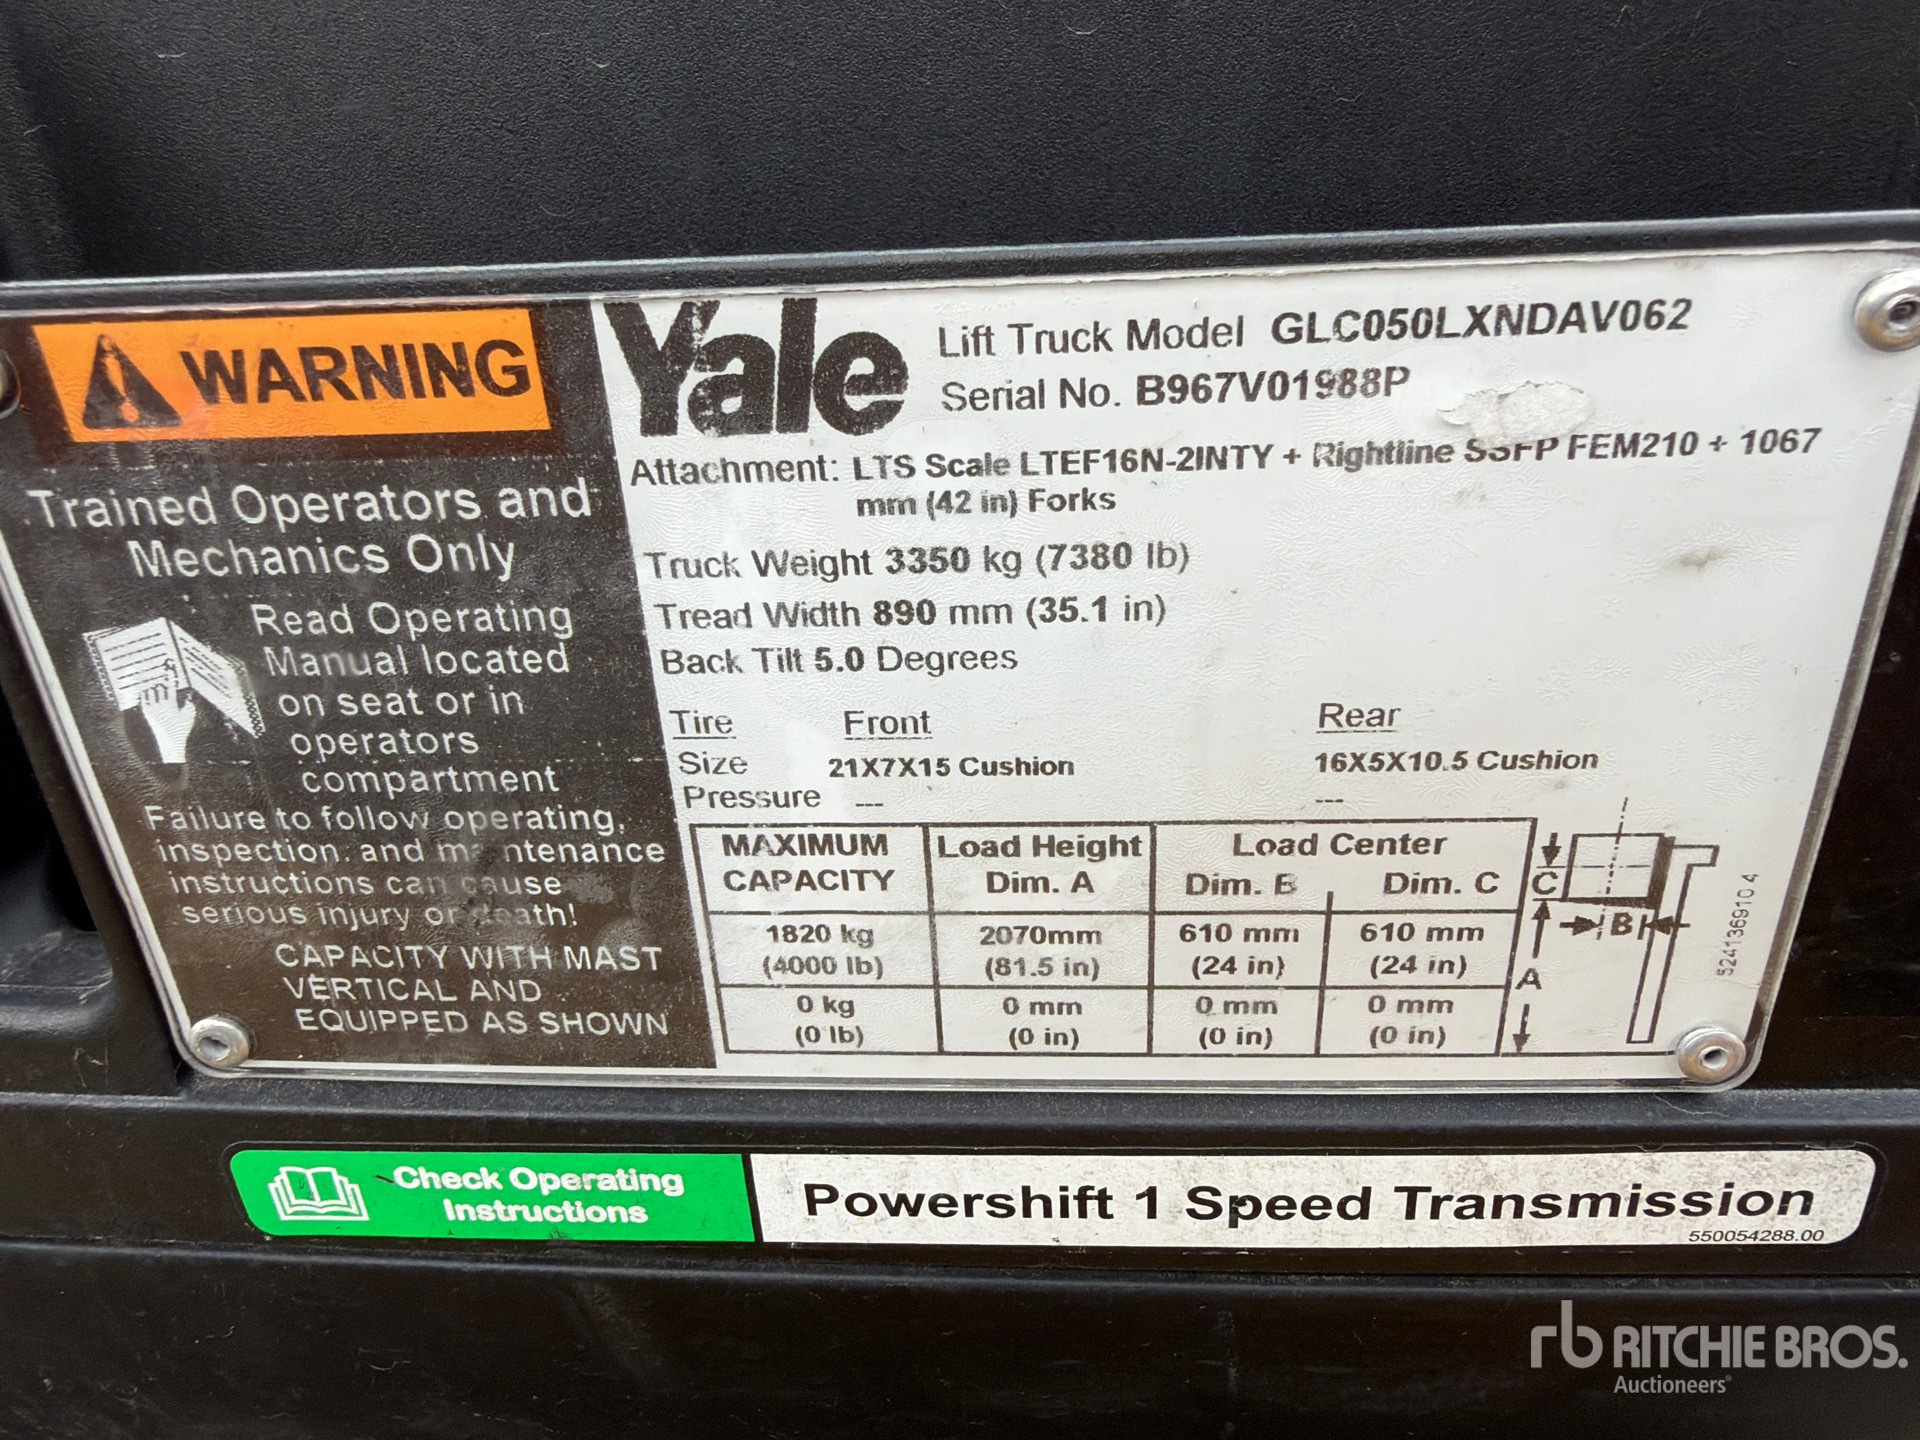 WARNING
Trained Operators and
Mechanics Only
Read Operating
Manual located
on seat or in
operators
compartment
Failure to follow operating,
inspection, and maintenance
instructions can cause
serious injury or death!
CAPACITY WITH MAST
VERTICAL AND
EQUIPPED AS SHOWN
Yale
Lift Truck Model GLC050LXNDAV062
Serial No. B967V01988P
Attachment: LTS Scale LTEF16N-2INTY + Rightline SSFP FEM210 + 1067
mm (42 in) Forks
Truck Weight 3350 kg (7380 lb)
Tread Width 890 mm (35.1 in)
Back Tilt 5.0 Degrees
Tire Front Rear
Size 21X7X15 Cushion 16X5X10.5 Cushion
Pressure --- ---
MAXIMUM CAPACITY Load Height Dim. A Load Center Dim. B Dim. C
1820 kg 2070mm 610 mm 610 mm
(4000 lb) (81.5 in) (24 in) (24 in)
0 kg 0 mm 0 mm 0 mm
(0 lb) (0 in) (0 in) (0 in)
C
B
A
524136910 4
Check Operating
Instructions
Powershift 1 Speed Transmission
550054288.00
rb RITCHIE BROS.
Auctioneers®